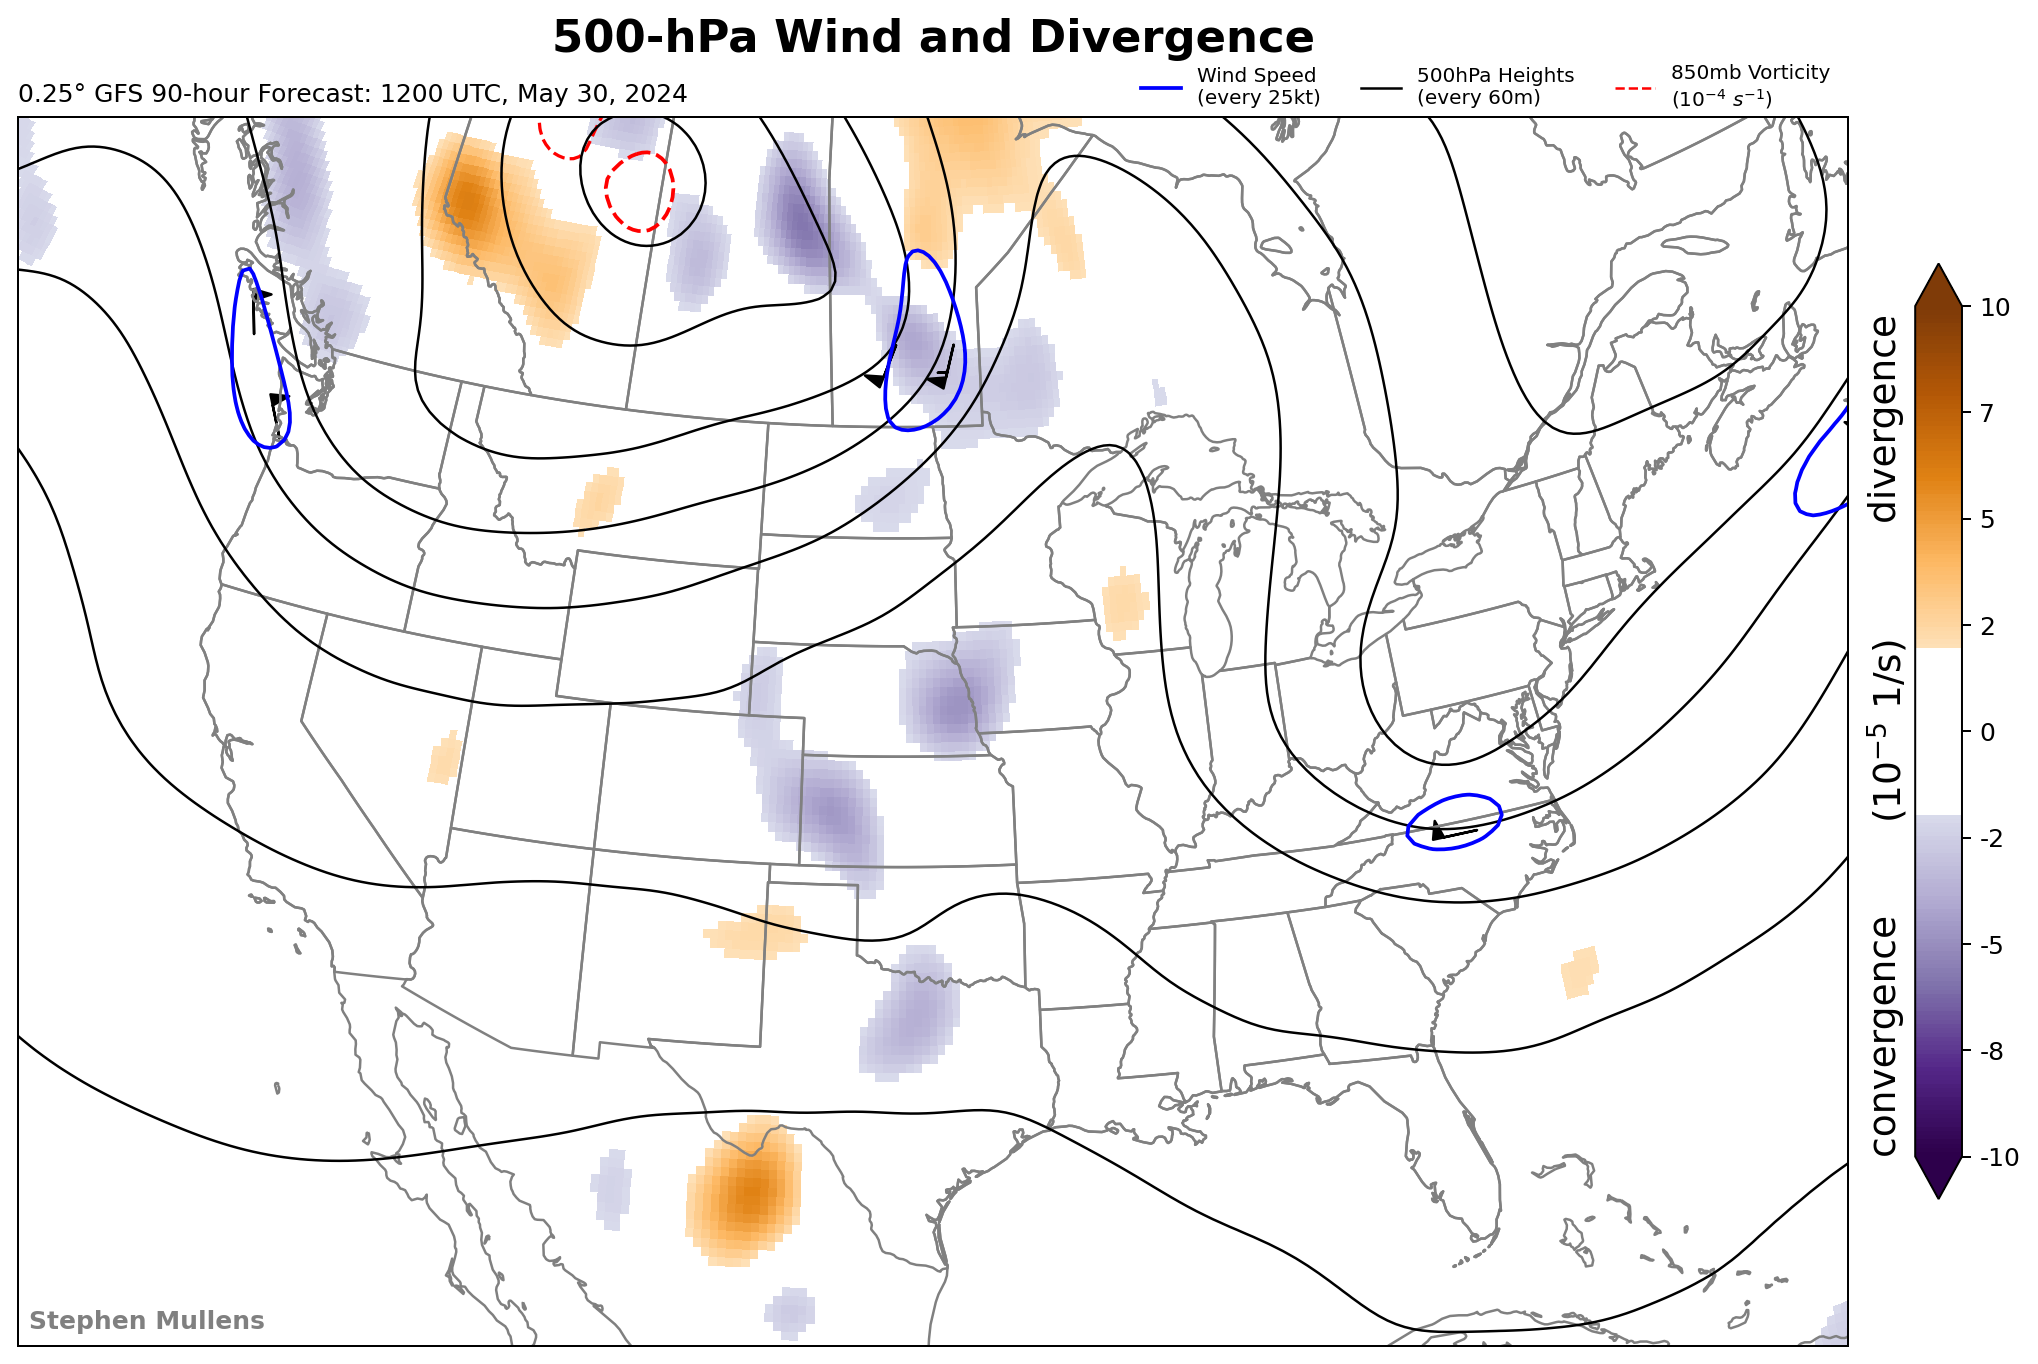 500-hPa Wind and Divergence
0.25° GFS 90-hour Forecast: 1200 UTC, May 30, 2024
Wind Speed
(every 25kt)
500hPa Heights
(every 60m)
850mb Vorticity
(10⁻⁴ s⁻¹)
10
7
5
2
0
-2
-5
-8
-10
convergence (10⁻⁵ 1/s) divergence
Stephen Mullens